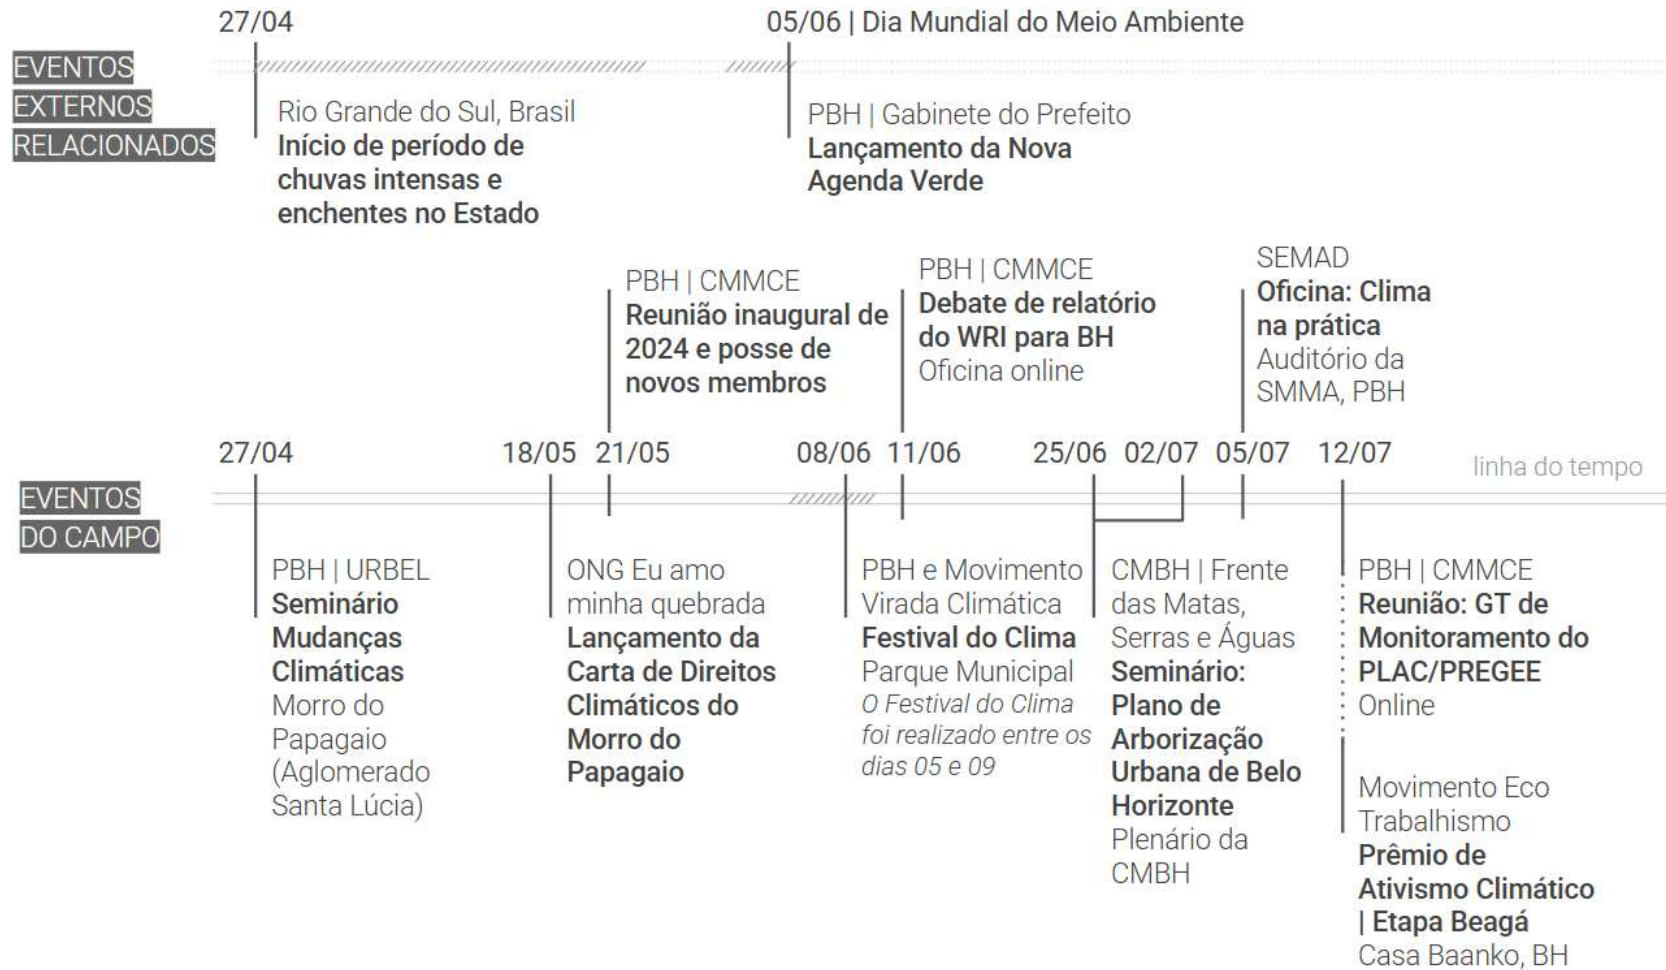 27/04
05/06 | Dia Mundial do Meio Ambiente
EVENTOS
EXTERNOS
RELACIONADOS
Rio Grande do Sul, Brasil
Início de período de
chuvas intensas e
enchentes no Estado
PBH | Gabinete do Prefeito
Lançamento da Nova
Agenda Verde
PBH | CMMCE
Reunião inaugural de
2024 e posse de
novos membros
PBH | CMMCE
Debate de relatório
do WRI para BH
Oficina online
SEMAD
Oficina: Clima
na prática
Auditório da
SMMA, PBH
27/04
18/05
21/05
08/06
11/06
25/06
02/07
05/07
12/07
linha do tempo
EVENTOS
DO CAMPO
PBH | URBEL
Seminário
Mudanças
Climáticas
Morro do
Papagaio
(Aglomerado
Santa Lúcia)
ONG Eu amo
minha quebrada
Lançamento da
Carta de Direitos
Climáticos do
Morro do
Papagaio
PBH e Movimento
Virada Climática
Festival do Clima
Parque Municipal
O Festival do Clima
foi realizado entre os
dias 05 e 09
CMBH | Frente
das Matas,
Serras e Águas
Seminário:
Plano de
Arborização
Urbana de Belo
Horizonte
Plenário da
CMBH
PBH | CMMCE
Reunião: GT de
Monitoramento do
PLAC/PREGEE
Online
Movimento Eco
Trabalhismo
Prêmio de
Ativismo Climático
| Etapa Beagá
Casa Baanko, BH